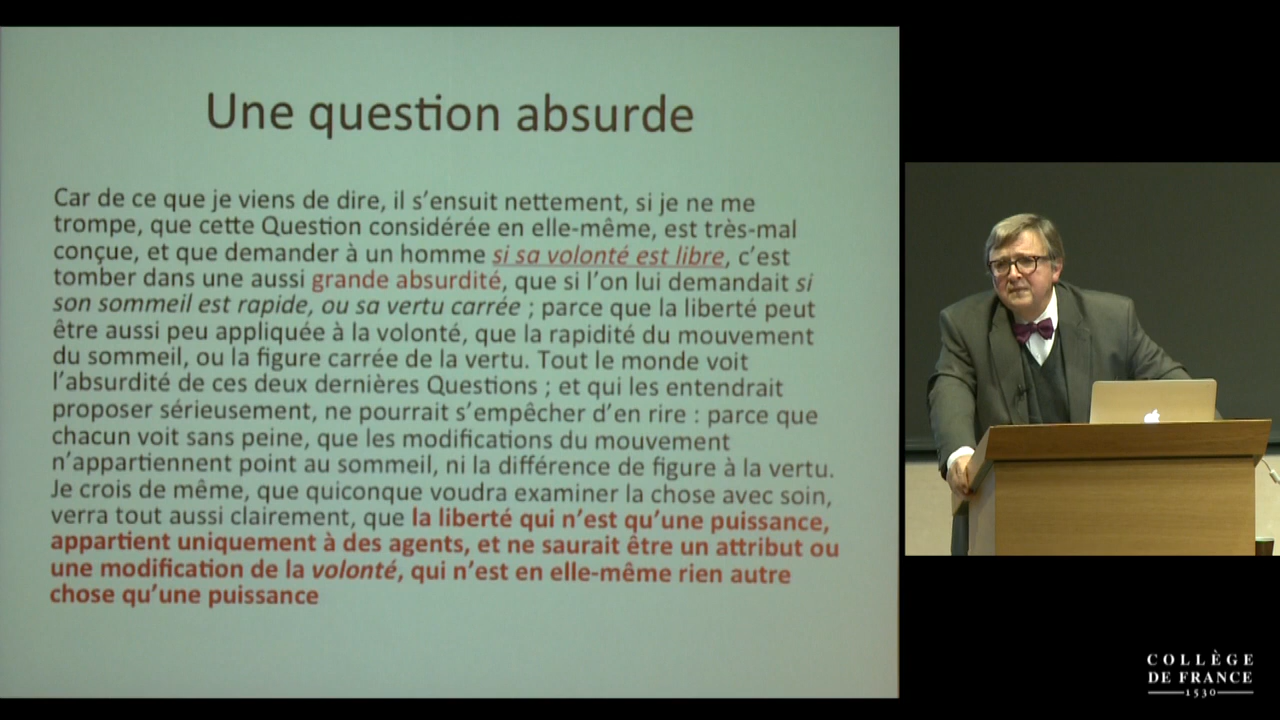 Une question absurde
Car de ce que je viens de dire, il s’ensuit nettement, si je ne me
trompe, que cette Question considérée en elle-même, est très-mal
conçue, et que demander à un homme si sa volonté est libre, c’est
tomber dans une aussi grande absurdité, que si l’on lui demandait si
son sommeil est rapide, ou sa vertu carrée ; parce que la liberté peut
être aussi peu appliquée à la volonté, que la rapidité du mouvement
du sommeil, ou la figure carrée de la vertu. Tout le monde voit
l’absurdité de ces deux dernières Questions ; et qui les entendrait
proposer sérieusement, ne pourrait s’empêcher d’en rire : parce que
chacun voit sans peine, que les modifications du mouvement
n’appartiennent point au sommeil, ni la différence de figure à la vertu.
Je crois de même, que quiconque voudra examiner la chose avec soin,
verra tout aussi clairement, que la liberté qui n’est qu’une puissance,
appartient uniquement à des agents, et ne saurait être un attribut ou
une modification de la volonté, qui n’est en elle-même rien autre
chose qu’une puissance
COLLÈGE
DE FRANCE
1530